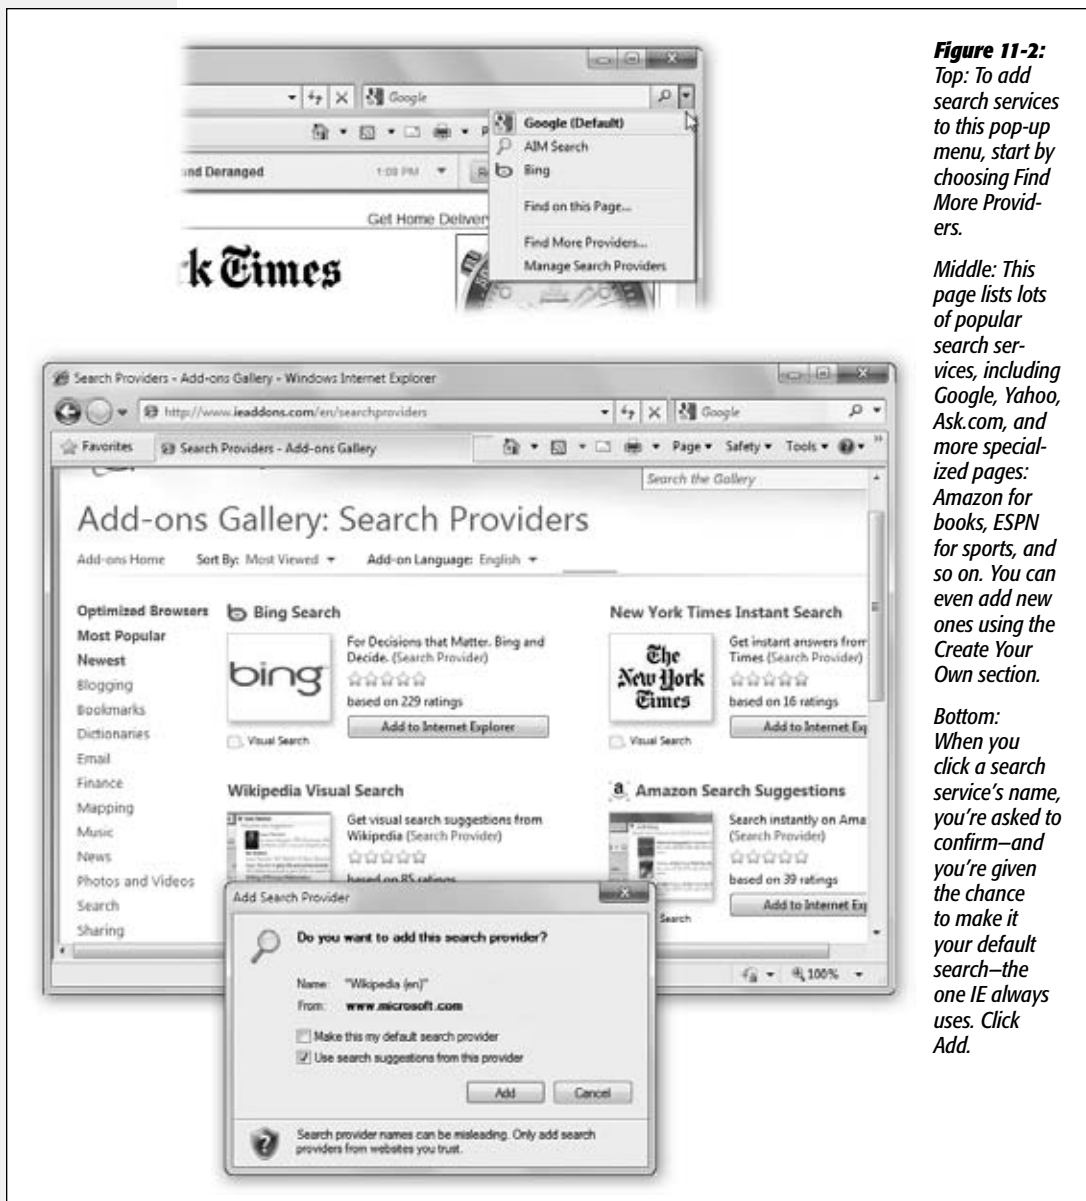 Google
Google (Default)
AIM Search
Bing
Find on this Page...
Find More Providers...
Manage Search Providers
and Deranged
1:09 PM
Get Home Deliver
k Times
Figure 11-2:
Top: To add
search services
to this pop-up
menu, start by
choosing Find
More Provid-
ers.
Middle: This
page lists lots
of popular
search ser-
vices, including
Google, Yahoo,
Ask.com, and
more special-
ized pages:
Amazon for
books, ESPN
for sports, and
so on. You can
even add new
ones using the
Create Your
Own section.
Bottom:
When you
click a search
service's name,
you're asked to
confirm—and
you're given
the chance
to make it
your default
search—the
one IE always
uses. Click
Add.
Search Providers - Add-ons Gallery - Windows Internet Explorer
http://www.ieaddons.com/en/searchproviders
Google
Favorites
Search Providers - Add-ons Gallery
Page Safety Tools
Search the Gallery
Add-ons Gallery: Search Providers
Add-ons Home Sort By: Most Viewed Add-on Language: English
Optimized Browsers
Most Popular
Newest
Blogging
Bookmarks
Dictionaries
Email
Finance
Mapping
Music
News
Photos and Videos
Search
Sharing
Bing Search
bing
For Decisions that Matter. Bing and
Decide. (Search Provider)
based on 229 ratings
Add to Internet Explorer
Visual Search
New York Times Instant Search
The
New York
Times
Get instant answers from
Times (Search Provider)
based on 16 ratings
Add to Internet Exp
Visual Search
Wikipedia Visual Search
Get visual search suggestions from
Wikipedia (Search Provider)
based on 85 ratings
Amazon Search Suggestions
Search instantly on Ama
(Search Provider)
based on 39 ratings
Add to Internet Exp
Search
100%
Add Search Provider
Do you want to add this search provider?
Name: "Wikipedia (en)"
From: www.microsoft.com
Make this my default search provider
Use search suggestions from this provider
Add Cancel
Search provider names can be misleading. Only add search
providers from websites you trust.